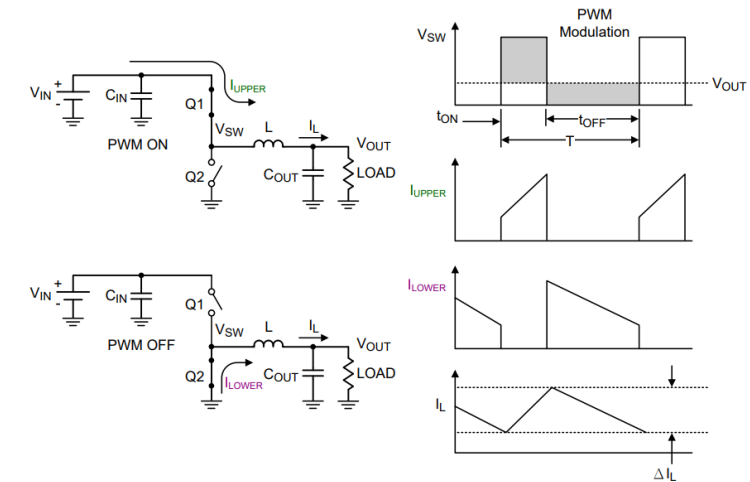 VIN
+
-
CIN
Q1
IUPPER
PWM ON
VSW
L
IL
VOUT
Q2
COUT
LOAD
VIN
+
-
CIN
Q1
PWM OFF
VSW
L
IL
VOUT
Q2
ILOWER
COUT
LOAD
PWM
Modulation
VSW
VOUT
tON
tOFF
T
IUPPER
ILOWER
IL
Δ IL